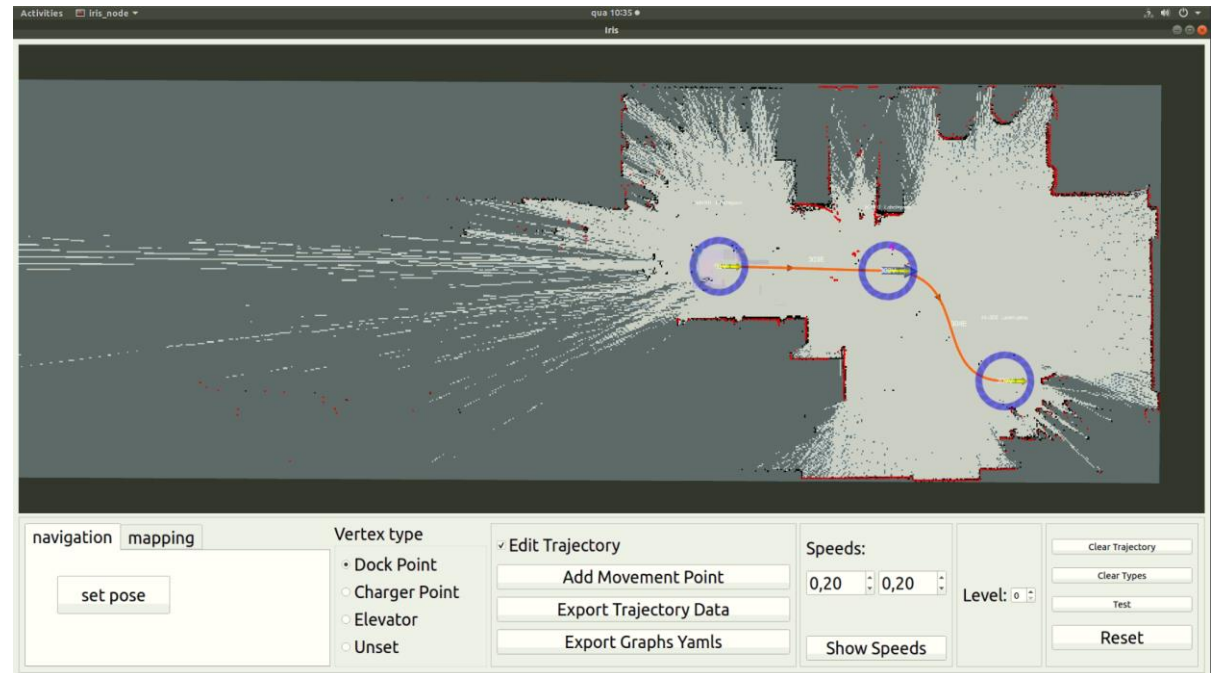 Activities Iris_node
qua 10:35
Iris
navigation mapping
set pose
Vertex type
Dock Point
Charger Point
Elevator
Unset
Edit Trajectory
Add Movement Point
Export Trajectory Data
Export Graphs Yamls
Speeds:
0,20 0,20
Show Speeds
Level: 0
Clear Trajectory
Clear Types
Test
Reset